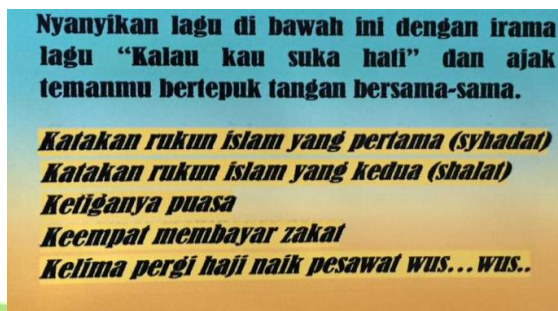 Nyanyikan lagu di bawah ini dengan irama
lagu “Kalau kau suka hati” dan ajak
temanmu bertepuk tangan bersama-sama.
Katakan rukun islam yang pertama (syhadat)
Katakan rukun islam yang kedua (shalat)
Ketiganya puasa
Keempat membayar zakat
Kelima pergi haji naik pesawat wus...wus..